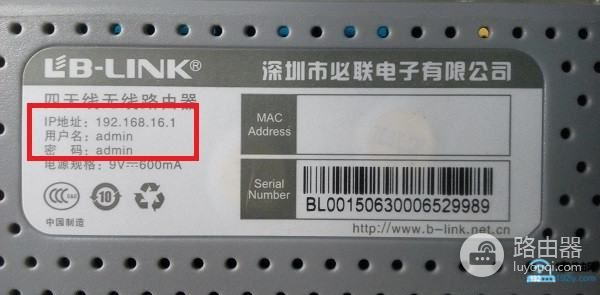 LB-LINK®
深圳市必联电子有限公司
四天线无线路由器
IP地址：192.168.16.1
用户名：admin
密  码：admin
电源规格：9V⎓600mA
中国制造
MAC
Address
Serial
Number
BL00150630006529989
http://www.b-link.net.cn
路由器
luyouqi.com